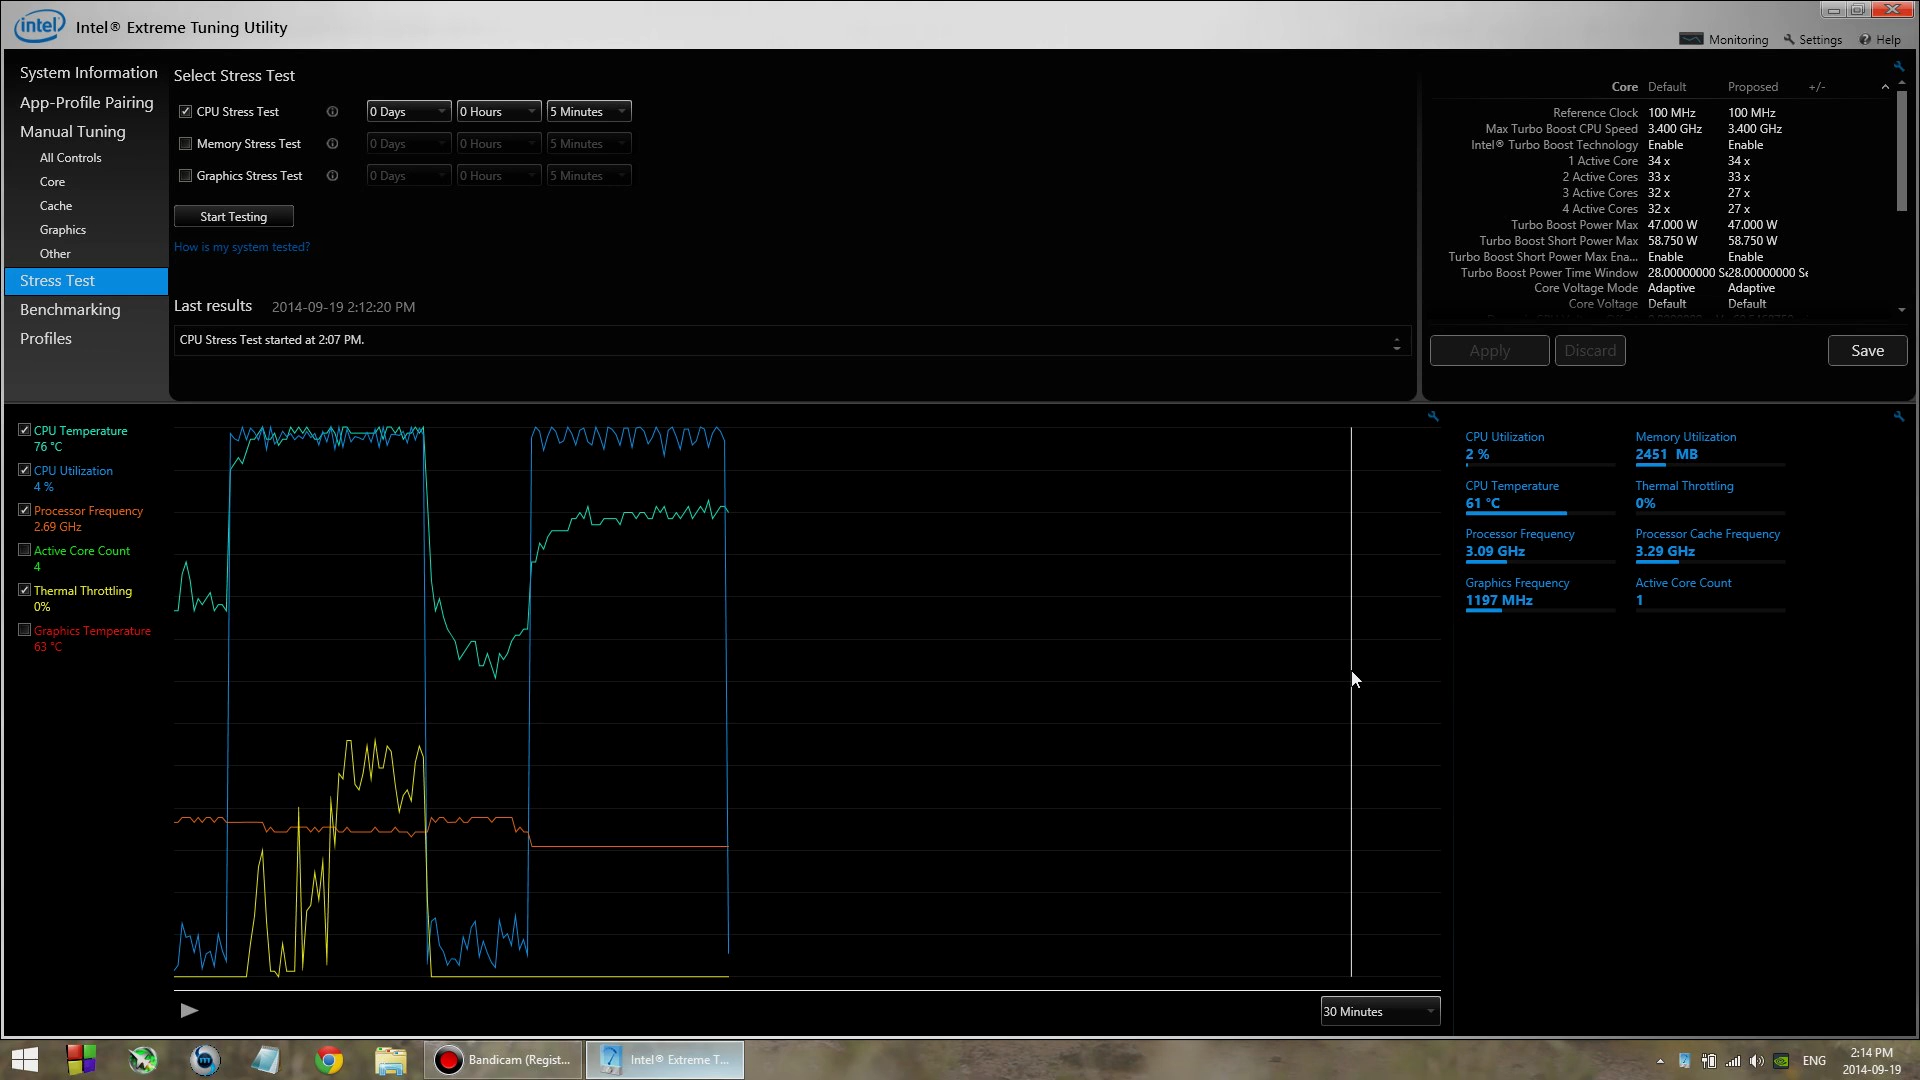 intel
Intel® Extreme Tuning Utility
Monitoring
Settings
Help
System Information
App-Profile Pairing
Manual Tuning
All Controls
Core
Cache
Graphics
Other
Stress Test
Benchmarking
Profiles
Select Stress Test
CPU Stress Test 0 Days 0 Hours 5 Minutes
Memory Stress Test 0 Days 0 Hours 5 Minutes
Graphics Stress Test 0 Days 0 Hours 5 Minutes
Start Testing
How is my system tested?
Last results 2014-09-19 2:12:20 PM
CPU Stress Test started at 2:07 PM.
Core Default Proposed +/-
Reference Clock 100 MHz 100 MHz
Max Turbo Boost CPU Speed 3.400 GHz 3.400 GHz
Intel® Turbo Boost Technology Enable Enable
1 Active Core 34 x 34 x
2 Active Cores 33 x 33 x
3 Active Cores 32 x 27 x
4 Active Cores 32 x 27 x
Turbo Boost Power Max 47.000 W 47.000 W
Turbo Boost Short Power Max 58.750 W 58.750 W
Turbo Boost Short Power Max Ena... Enable Enable
Turbo Boost Power Time Window 28.00000000 Se 28.00000000 Se
Core Voltage Mode Adaptive Adaptive
Core Voltage Default Default
Apply
Discard
Save
CPU Temperature
76 °C
CPU Utilization
4 %
Processor Frequency
2.69 GHz
Active Core Count
4
Thermal Throttling
0%
Graphics Temperature
63 °C
30 Minutes
CPU Utilization Memory Utilization
2 % 2451 MB
CPU Temperature Thermal Throttling
61 °C 0%
Processor Frequency Processor Cache Frequency
3.09 GHz 3.29 GHz
Graphics Frequency Active Core Count
1197 MHz 1
Bandicam (Regist...
Intel® Extreme T...
ENG
2:14 PM
2014-09-19